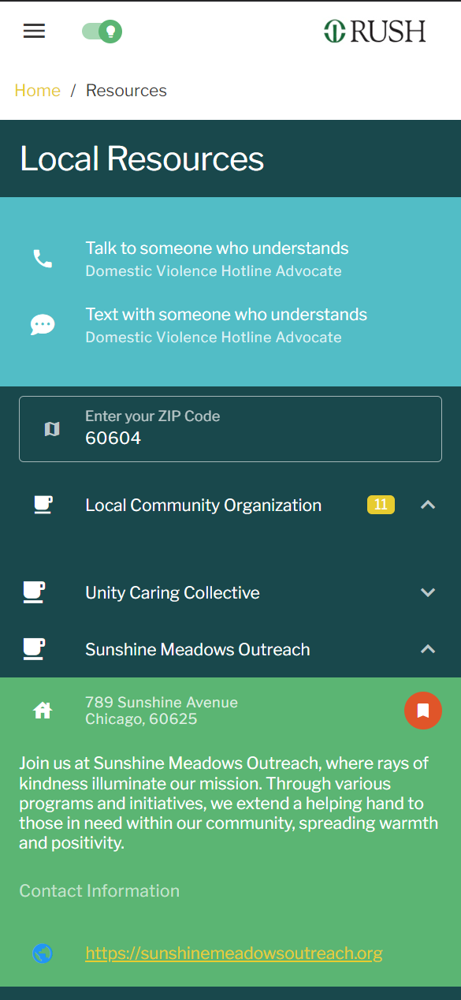 RUSH
Home / Resources
Local Resources
Talk to someone who understands
Domestic Violence Hotline Advocate
Text with someone who understands
Domestic Violence Hotline Advocate
Enter your ZIP Code
60604
Local Community Organization 11
Unity Caring Collective
Sunshine Meadows Outreach
789 Sunshine Avenue
Chicago, 60625
Join us at Sunshine Meadows Outreach, where rays of
kindness illuminate our mission. Through various
programs and initiatives, we extend a helping hand to
those in need within our community, spreading warmth
and positivity.
Contact Information
https://sunshinemeadowsoutreach.org